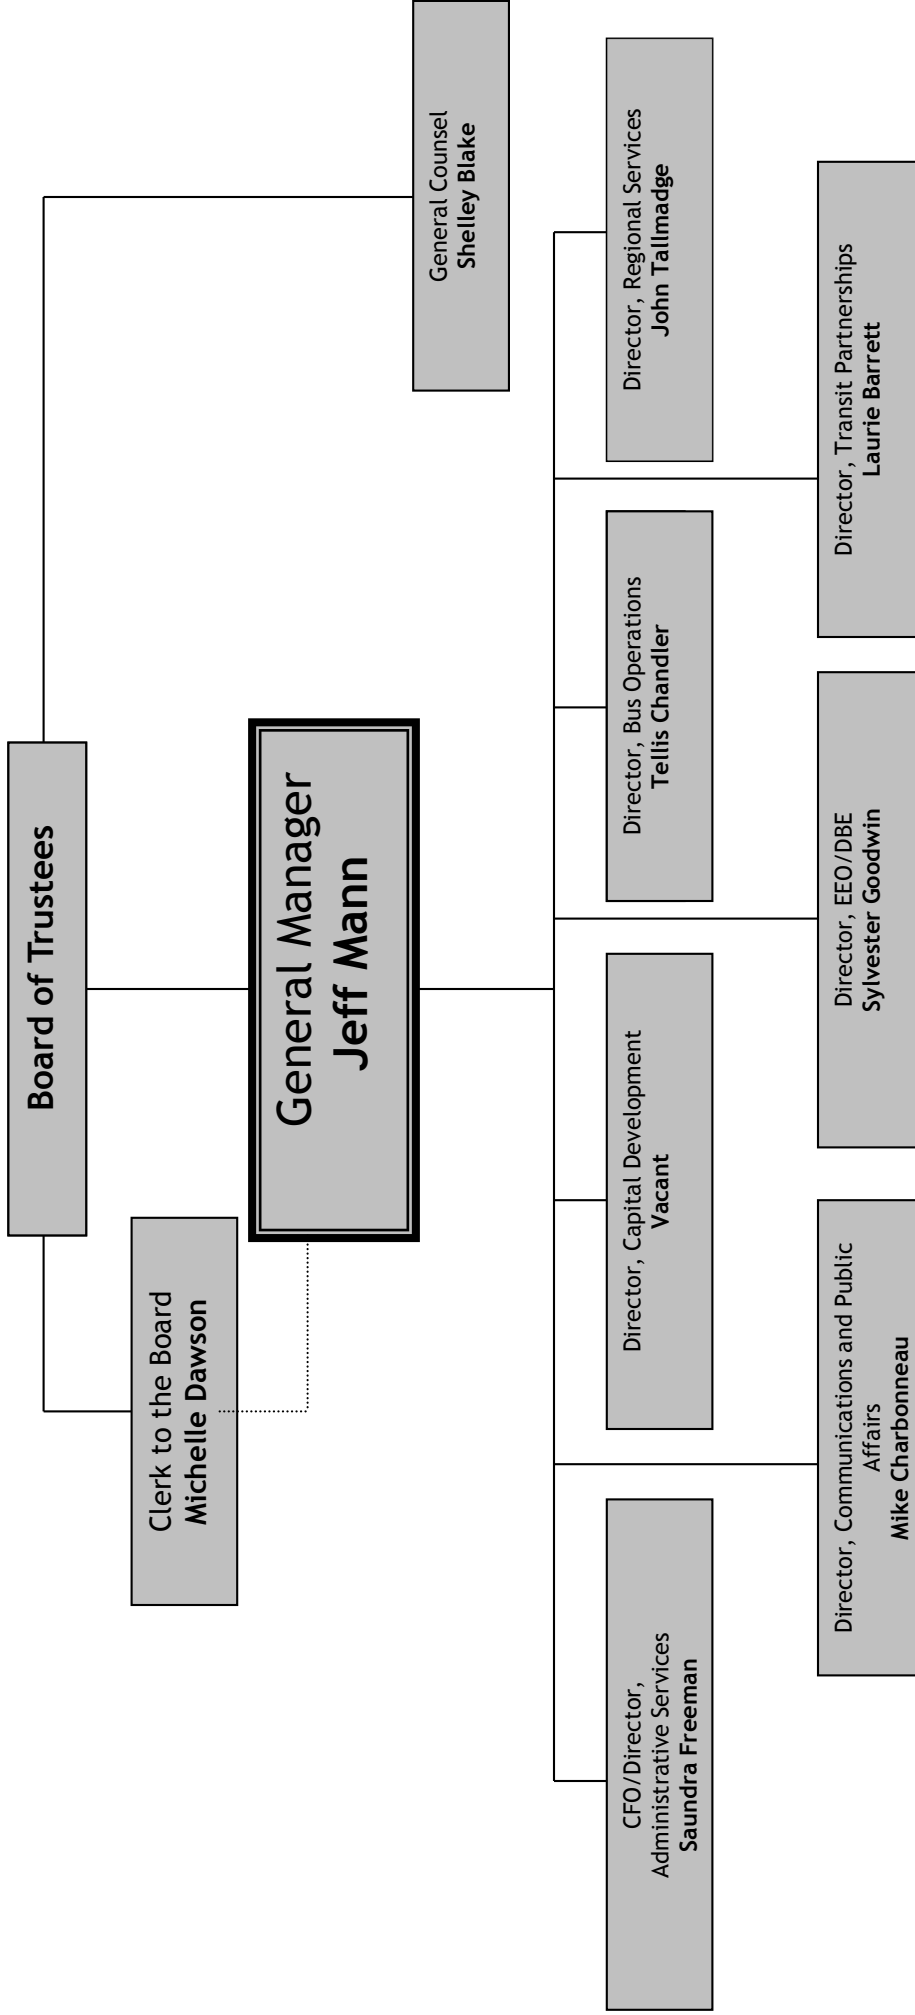 Board of Trustees
Clerk to the Board
Michelle Dawson
General Manager
Jeff Mann
General Counsel
Shelley Blake
CFO/Director,
Administrative Services
Saundra Freeman
Director, Capital Development
Vacant
Director, Bus Operations
Tellis Chandler
Director, Regional Services
John Tallmadge
Director, Communications and Public
Affairs
Mike Charbonneau
Director, EEO/DBE
Sylvester Goodwin
Director, Transit Partnerships
Laurie Barrett